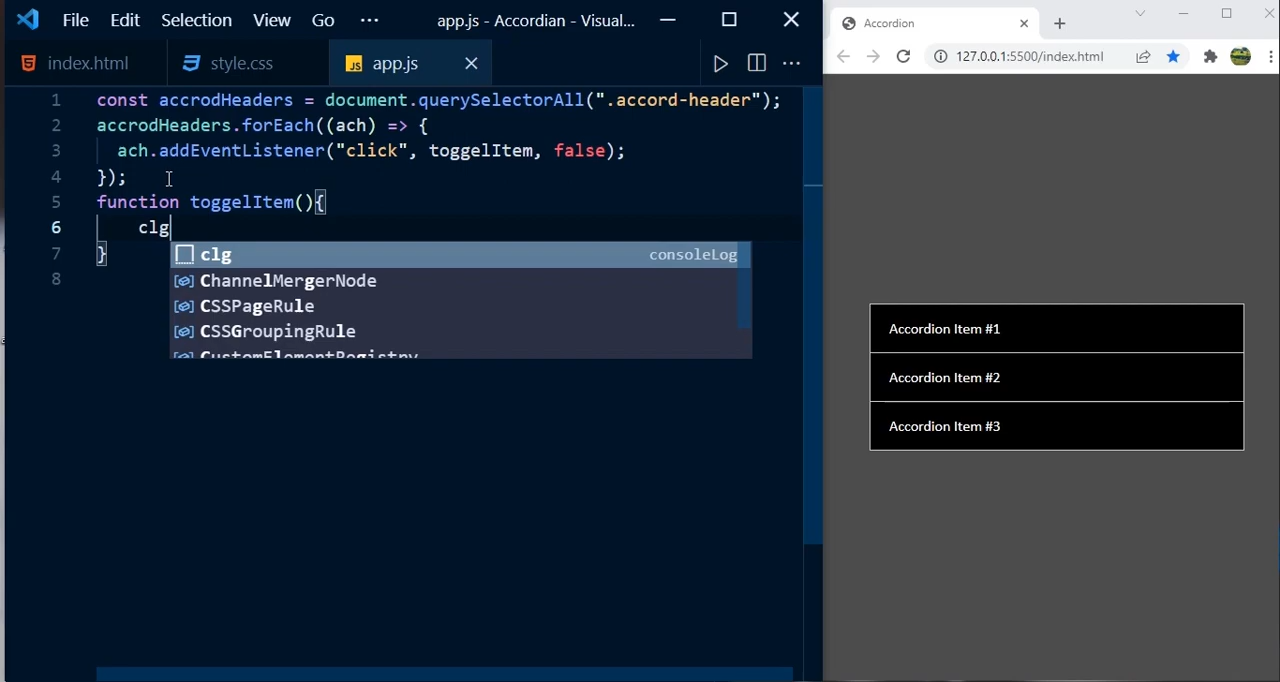 File Edit Selection View Go ··· app.js - Accordian - Visual...
index.html style.css JS app.js
1 const accrodHeaders = document.querySelectorAll(".accord-header");
2 accrodHeaders.forEach((ach) => {
3 ach.addEventListener("click", toggelItem, false);
4 });
5 function toggelItem(){
6 clg
7 }
8
clg consoleLog
ChannelMergerNode
CSSPageRule
CSSGroupingRule
CustomElementRegistry
Accordion
127.0.0.1:5500/index.html
Accordion Item #1
Accordion Item #2
Accordion Item #3